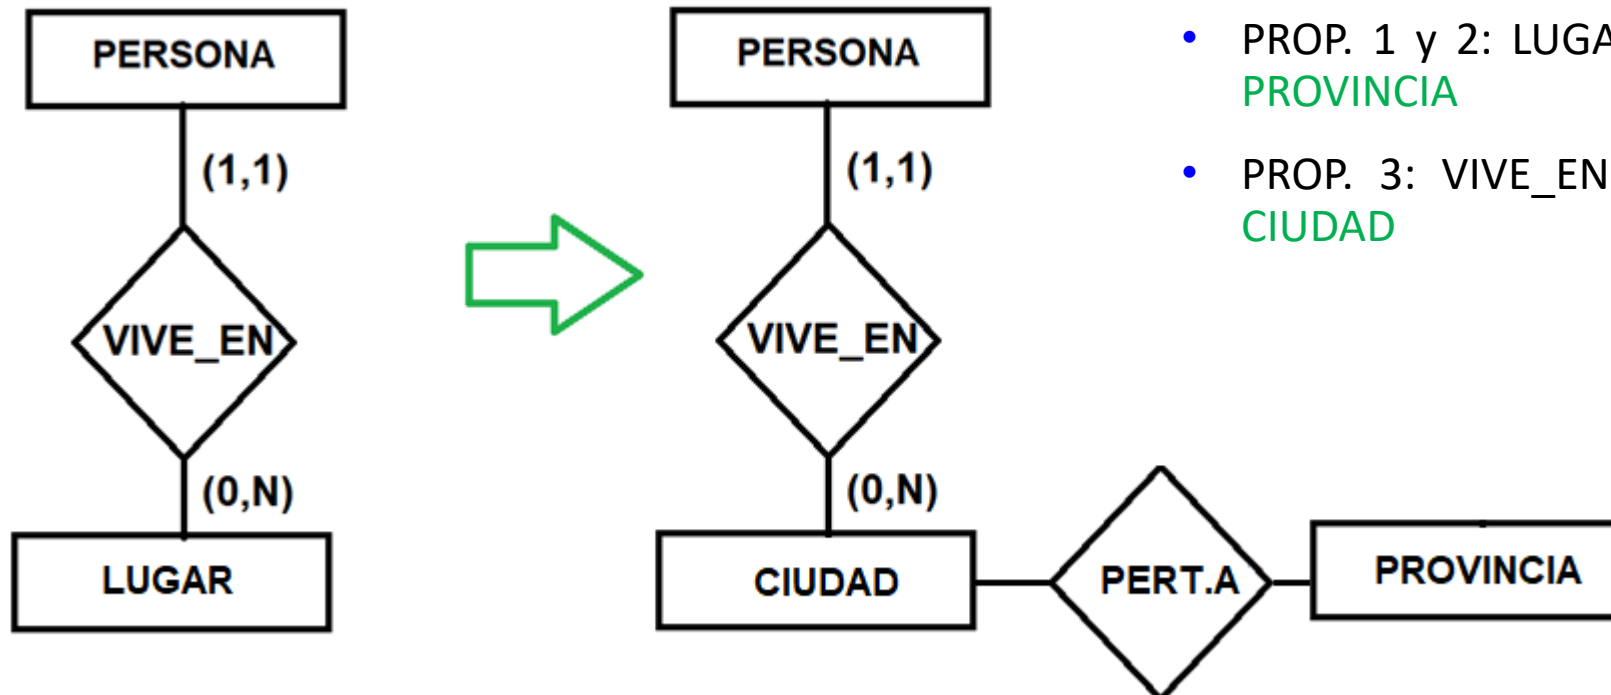 PERSONA
(1,1)
VIVE_EN
(0,N)
LUGAR
PERSONA
(1,1)
VIVE_EN
(0,N)
CIUDAD
PERT.A
PROVINCIA
• PROP. 1 y 2: LUGA
PROVINCIA
• PROP. 3: VIVE_EN
CIUDAD